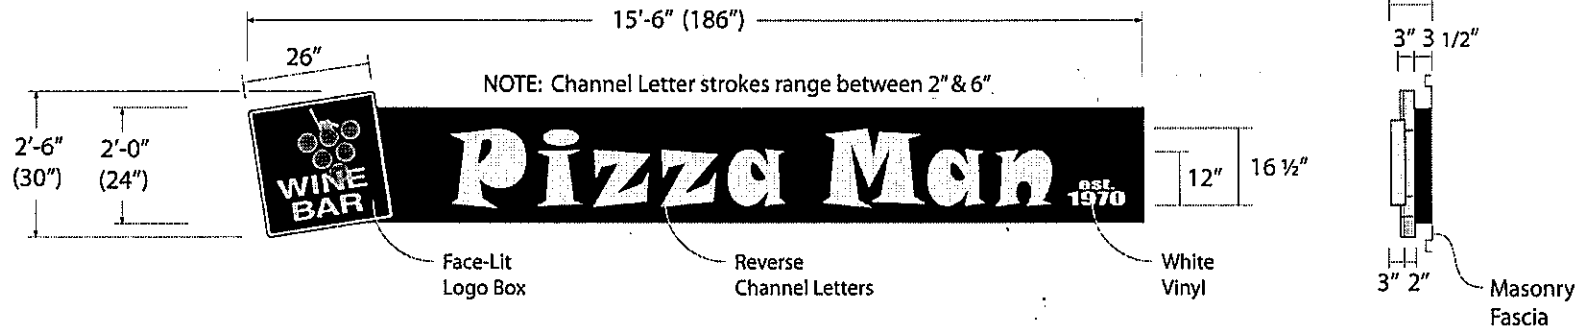 15'-6" (186")
3" 3 1/2"
26"
NOTE: Channel Letter strokes range between 2" & 6"
2'-6"
(30")
2'-0"
(24")
WINE
BAR
Pizza Man
est.
1970
12"
16 ½"
Face-Lit
Logo Box
Reverse
Channel Letters
White
Vinyl
3" 2"
Masonry
Fascia